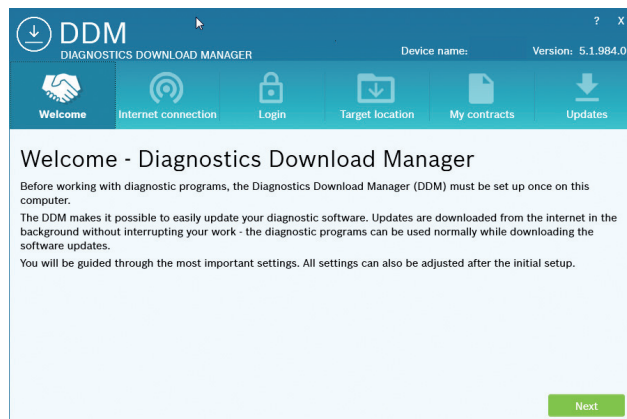 ? X
DDM
DIAGNOSTICS DOWNLOAD MANAGER
Device name:
Version: 5.1.984.0
Welcome
Internet connection
Login
Target location
My contracts
Updates
Welcome - Diagnostics Download Manager
Before working with diagnostic programs, the Diagnostics Download Manager (DDM) must be set up once on this
computer.
The DDM makes it possible to easily update your diagnostic software. Updates are downloaded from the internet in the
background without interrupting your work - the diagnostic programs can be used normally while downloading the
software updates.
You will be guided through the most important settings. All settings can also be adjusted after the initial setup.
Next